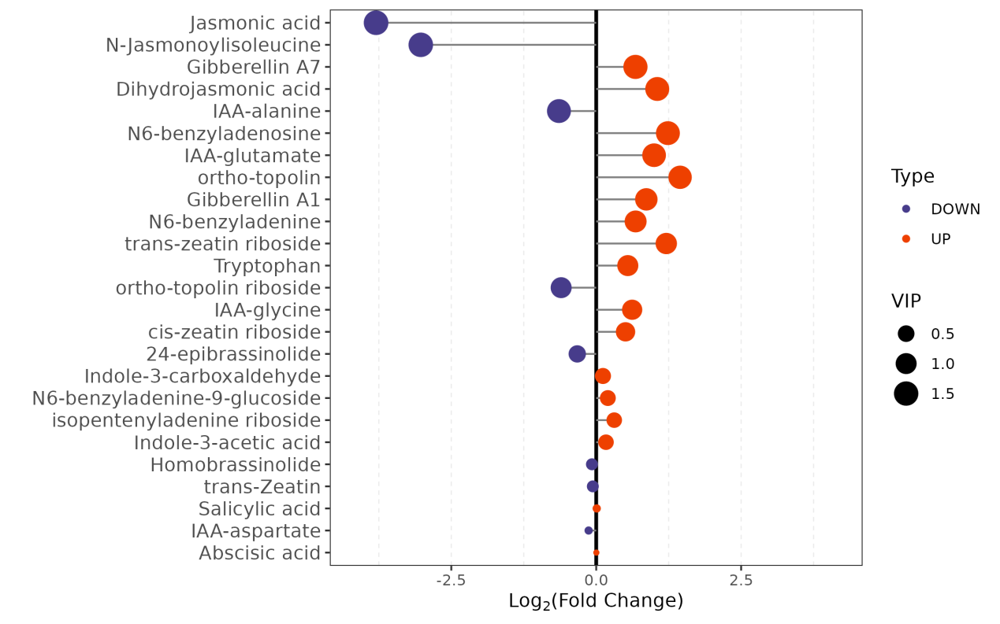 Jasmonic acid
N-Jasmonoylisoleucine
Gibberellin A7
Dihydrojasmonic acid
IAA-alanine
N6-benzyladenosine
IAA-glutamate
ortho-topolin
Gibberellin A1
N6-benzyladenine
trans-zeatin riboside
Tryptophan
ortho-topolin riboside
IAA-glycine
cis-zeatin riboside
24-epibrassinolide
Indole-3-carboxaldehyde
N6-benzyladenine-9-glucoside
isopentenyladenine riboside
Indole-3-acetic acid
Homobrassinolide
trans-Zeatin
Salicylic acid
IAA-aspartate
Abscisic acid
-2.5 0.0 2.5
Log₂(Fold Change)
Type
DOWN
UP
VIP
0.5
1.0
1.5